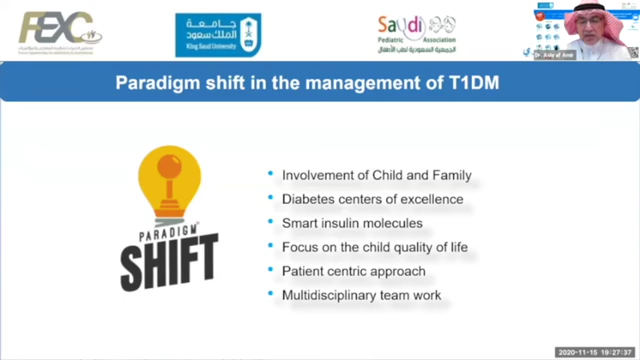 FEXC
جامعة
الملك سعود
King Saud University
Saudi
Pediatric Association
الجمعية السعودية لطب الأطفال
Paradigm shift in the management of T1DM
PARADIGM
SHIFT
Involvement of Child and Family
Diabetes centers of excellence
Smart insulin molecules
Focus on the child quality of life
Patient centric approach
Multidisciplinary team work
2020-11-15 19:27:37